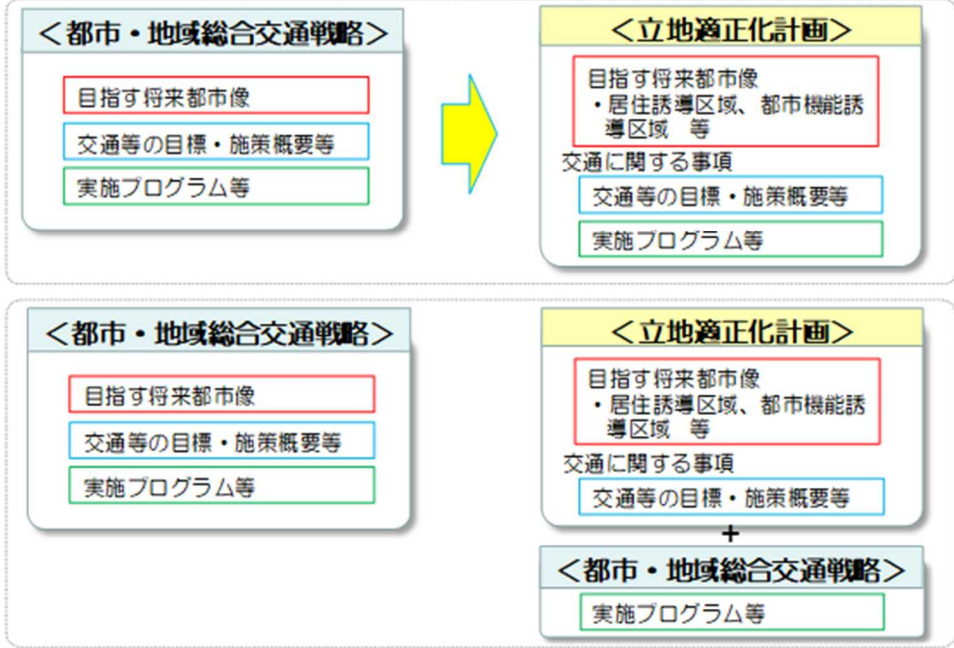 ＜都市・地域総合交通戦略＞
目指す将来都市像
交通等の目標・施策概要等
実施プログラム等
＜立地適正化計画＞
目指す将来都市像
・居住誘導区域、都市機能誘
導区域　等
交通に関する事項
交通等の目標・施策概要等
実施プログラム等
＜都市・地域総合交通戦略＞
目指す将来都市像
交通等の目標・施策概要等
実施プログラム等
＜立地適正化計画＞
目指す将来都市像
・居住誘導区域、都市機能誘
導区域　等
交通に関する事項
交通等の目標・施策概要等
+
＜都市・地域総合交通戦略＞
実施プログラム等